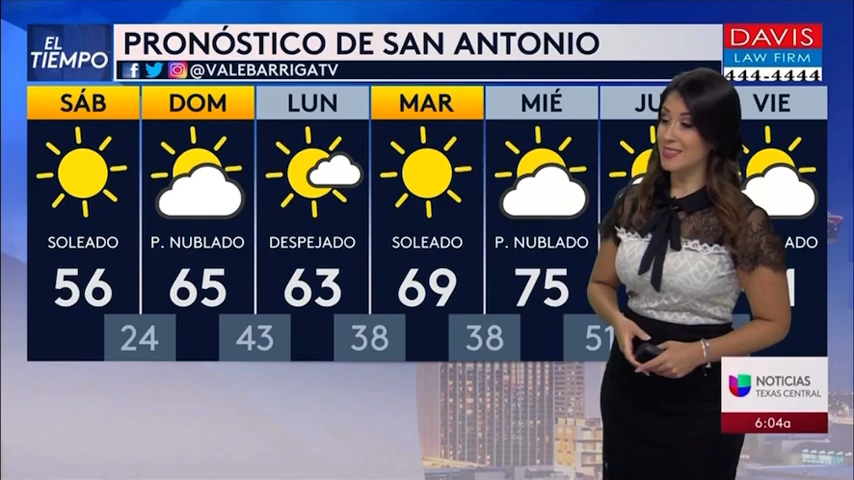 EL
TIEMPO
PRONÓSTICO DE SAN ANTONIO
@VALEBARRIGATV
DAVIS
LAW FIRM
444-4444
SÁB
DOM
LUN
MAR
MIÉ
VIE
SOLEADO
P. NUBLADO
DESPEJADO
SOLEADO
P. NUBLADO
56
65
63
69
75
24
43
38
38
51
NOTICIAS
TEXAS CENTRAL
6:04a